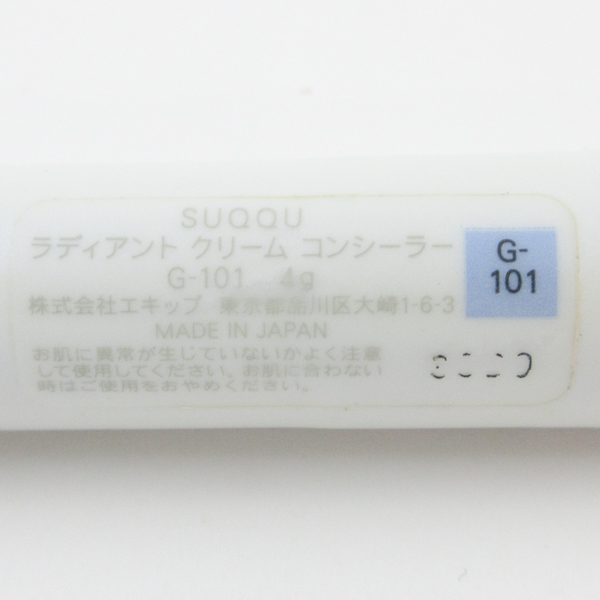 SUQQU
ラディアント クリーム コンシーラー
G-101 4g
株式会社エキップ 東京都品川区大崎1-6-3
MADE IN JAPAN
お肌に異常が生じていないかよく注意
して使用してください。お肌に合わない
時はご使用をおやめください。
G-
101